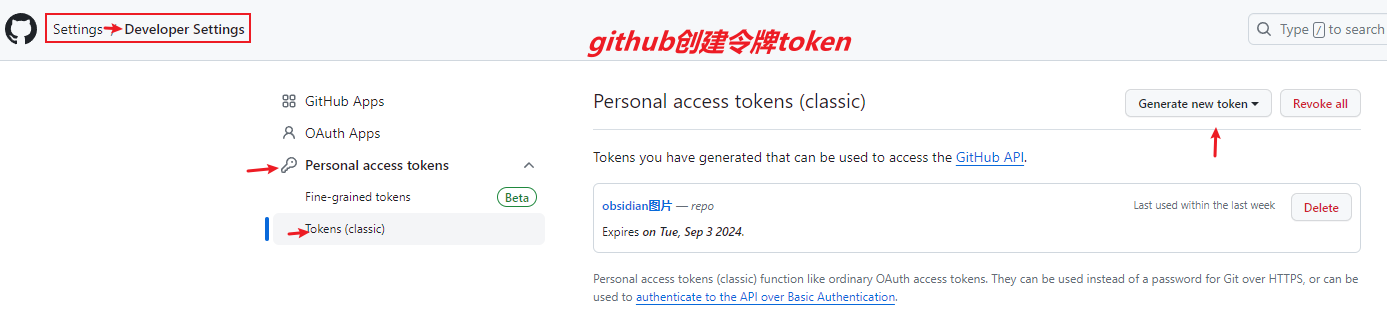 Settings Developer Settings
github创建令牌token
Type / to search
GitHub Apps
OAuth Apps
Personal access tokens
Fine-grained tokens Beta
Tokens (classic)
Personal access tokens (classic)
Generate new token
Revoke all
Tokens you have generated that can be used to access the GitHub API.
obsidian图片 — repo
Last used within the last week
Delete
Expires on Tue, Sep 3 2024.
Personal access tokens (classic) function like ordinary OAuth access tokens. They can be used instead of a password for Git over HTTPS, or can be
used to authenticate to the API over Basic Authentication.